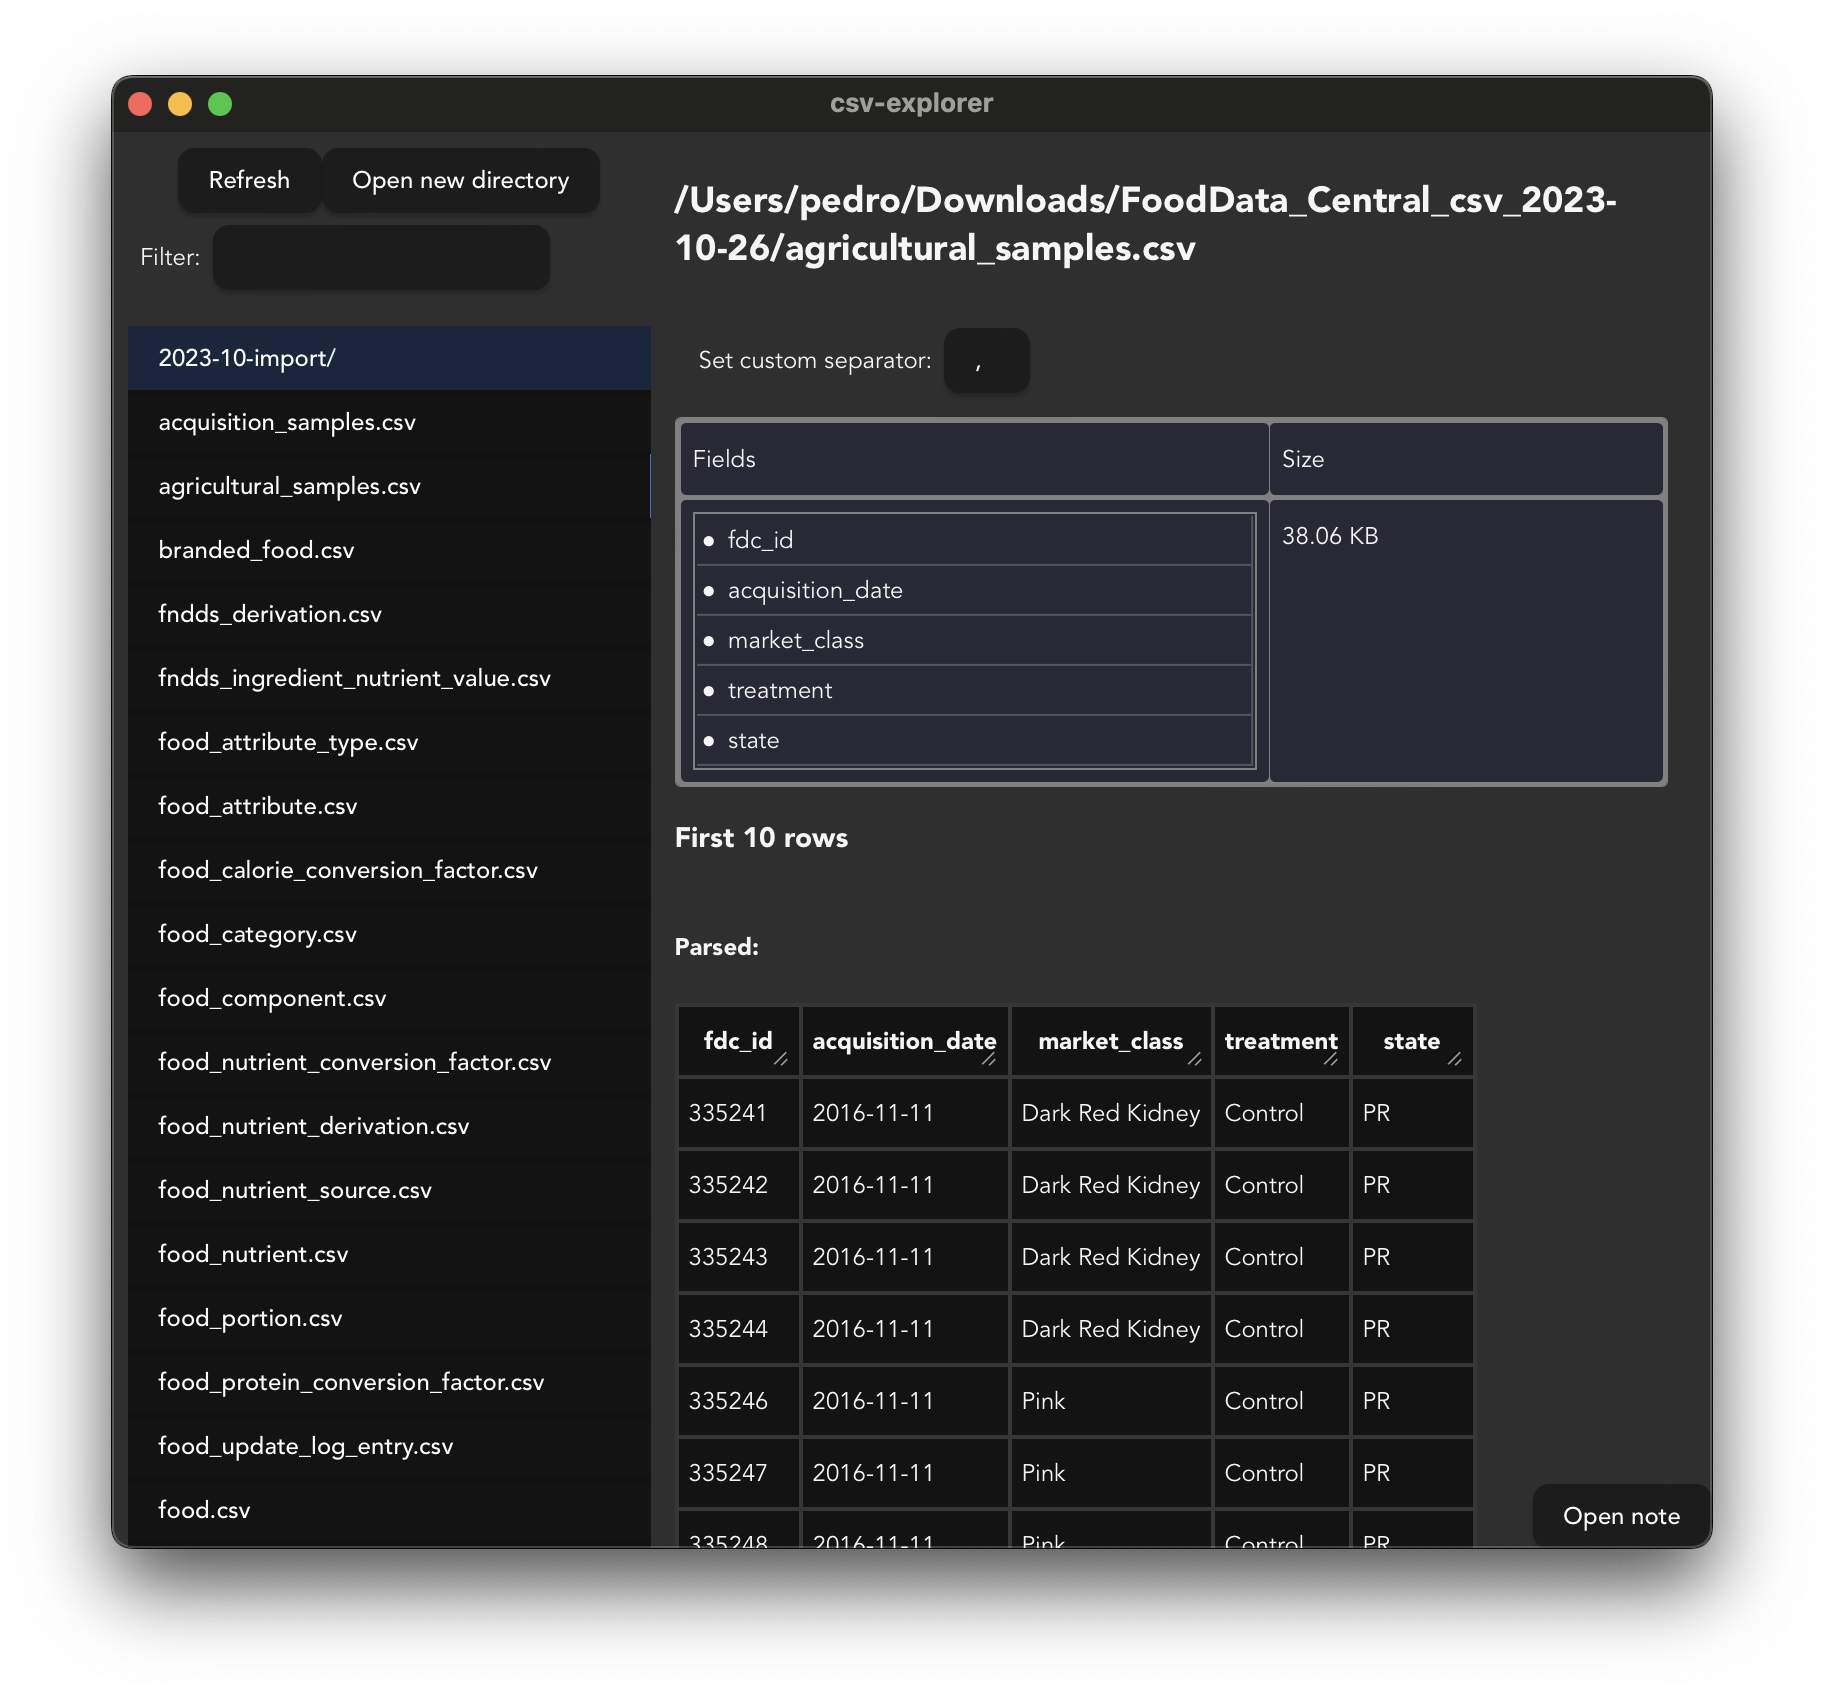 csv-explorer
Refresh
Open new directory
Filter:
2023-10-import/
acquisition_samples.csv
agricultural_samples.csv
branded_food.csv
fndds_derivation.csv
fndds_ingredient_nutrient_value.csv
food_attribute_type.csv
food_attribute.csv
food_calorie_conversion_factor.csv
food_category.csv
food_component.csv
food_nutrient_conversion_factor.csv
food_nutrient_derivation.csv
food_nutrient_source.csv
food_nutrient.csv
food_portion.csv
food_protein_conversion_factor.csv
food_update_log_entry.csv
food.csv
/Users/pedro/Downloads/FoodData_Central_csv_2023-
10-26/agricultural_samples.csv
Set custom separator: ,
Fields Size
• fdc_id 38.06 KB
• acquisition_date
• market_class
• treatment
• state
First 10 rows
Parsed:
fdc_id acquisition_date market_class treatment state
335241 2016-11-11 Dark Red Kidney Control PR
335242 2016-11-11 Dark Red Kidney Control PR
335243 2016-11-11 Dark Red Kidney Control PR
335244 2016-11-11 Dark Red Kidney Control PR
335246 2016-11-11 Pink Control PR
335247 2016-11-11 Pink Control PR
335248 2016-11-11 Pink Control PR
Open note